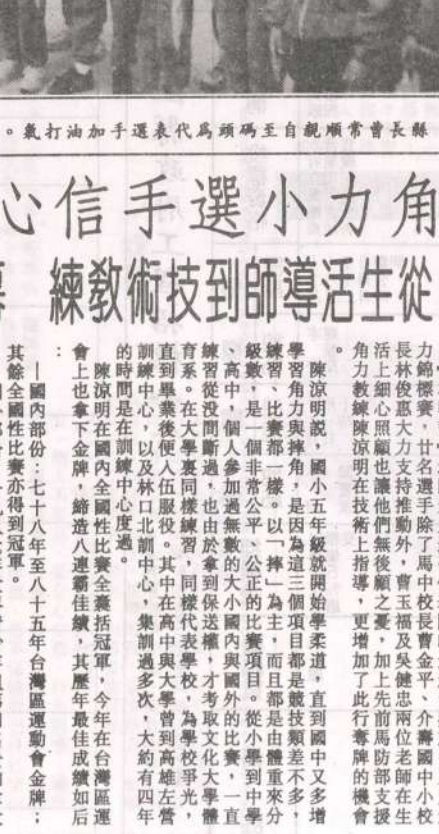 縣長曾常順親自至碼頭為代表選手加油打氣。
角力小選手信心
從生活導師到技術教練
力錦標賽，廿名選手除了馬中校長曹金平、介壽國中小校
長林俊惠大力支持推動外，曹玉福及吳健忠兩位老師在生
活上細心照顧也讓他們無後顧之憂，加上先前馬防部支援
角力教練陳涼明在技術上指導，更增加了此行奪牌的機會
。
陳涼明說，國小五年級就開始學柔道，直到國中又多增
學習角力與摔角，是因為這三個項目都是競技類差不多，
練習、比賽都一樣。以「摔」為主，而且都是由體重來分
級數，是一個非常公平、公正的比賽項目。從小學到中學
、高中，個人參加過無數的大小國內與國外的比賽，一直
練習從沒間斷過，也由於拿到保送權，才考取文化大學體
育系。在大學裏同樣練習，同樣代表學校，為學校爭光，
直到畢業後便入伍服役。其中在高中與大學曾到高雄左營
訓練中心，以及林口北訓中心，集訓過多次，大約有四年
的時間是在訓練中心度過。
陳涼明在國內全國性比賽全囊括冠軍，今年在台灣區運
會上也拿下金牌，締造八連霸佳績，其歷年最佳成績如后
：
—國內部份：七十八年至八十五年台灣區運動會金牌；
其餘全國性比賽亦得到冠軍。